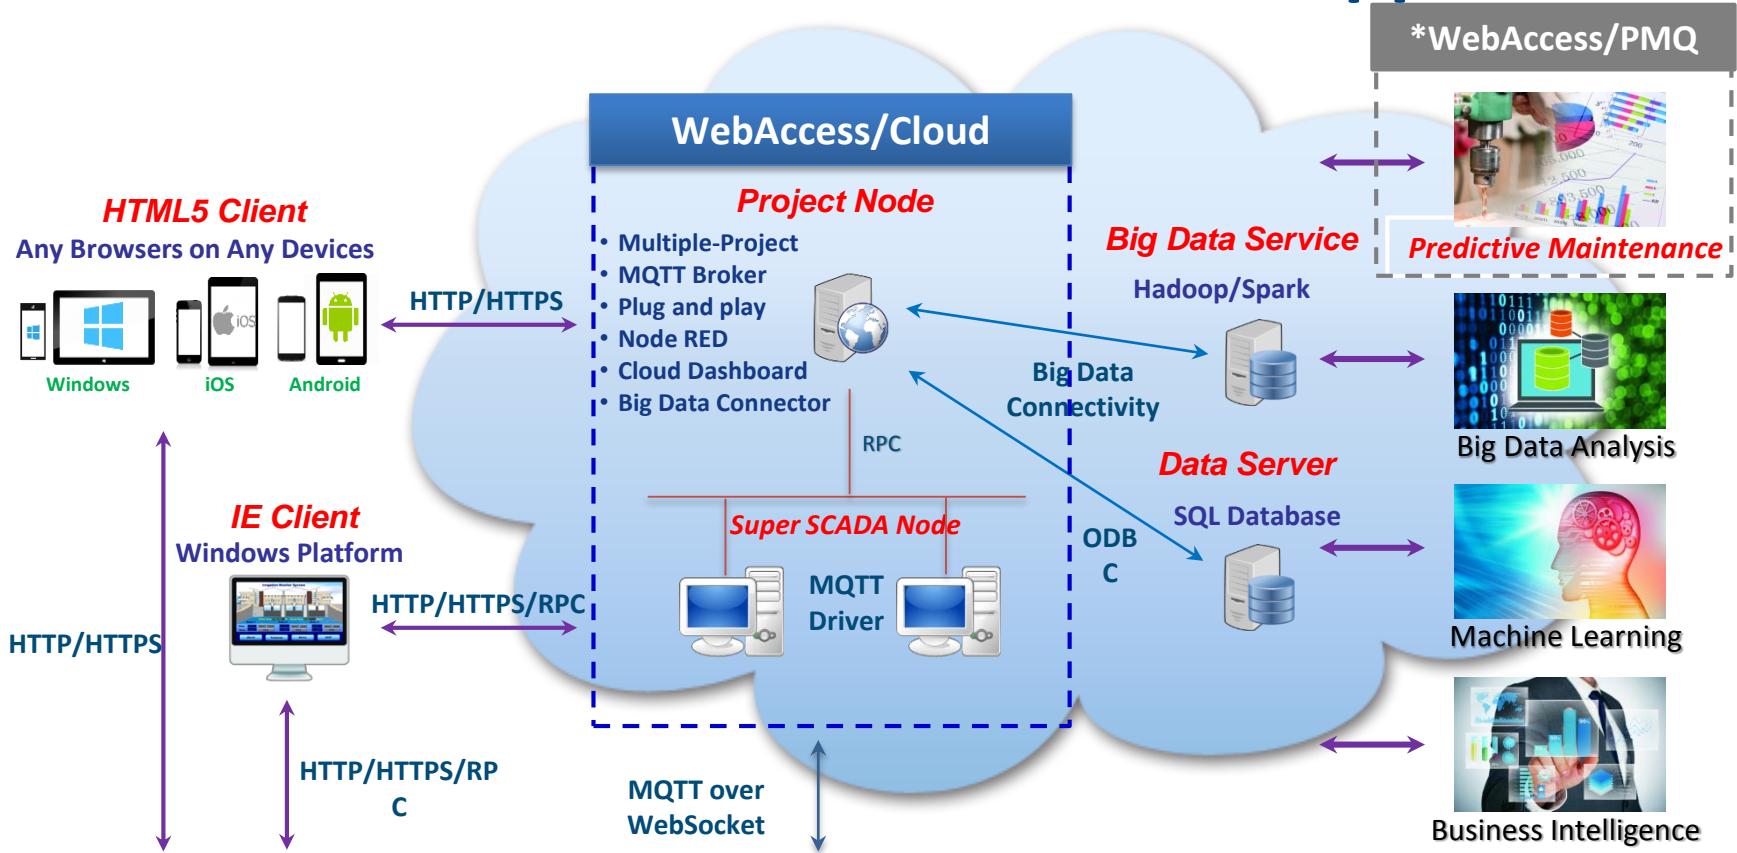 *WebAccess/PMQ
WebAccess/Cloud
HTML5 Client
Any Browsers on Any Devices
iOS
Windows
iOS
Android
HTTP/HTTPS
Project Node
• Multiple-Project
• MQTT Broker
• Plug and play
• Node RED
• Cloud Dashboard
• Big Data Connector
RPC
Big Data Service
Hadoop/Spark
Big Data
Connectivity
Predictive Maintenance
Big Data Analysis
Data Server
SQL Database
ODB
C
Super SCADA Node
MQTT
Driver
IE Client
Windows Platform
HTTP/HTTPS/RPC
HTTP/HTTPS
HTTP/HTTPS/RP
C
MQTT over
WebSocket
Machine Learning
Business Intelligence